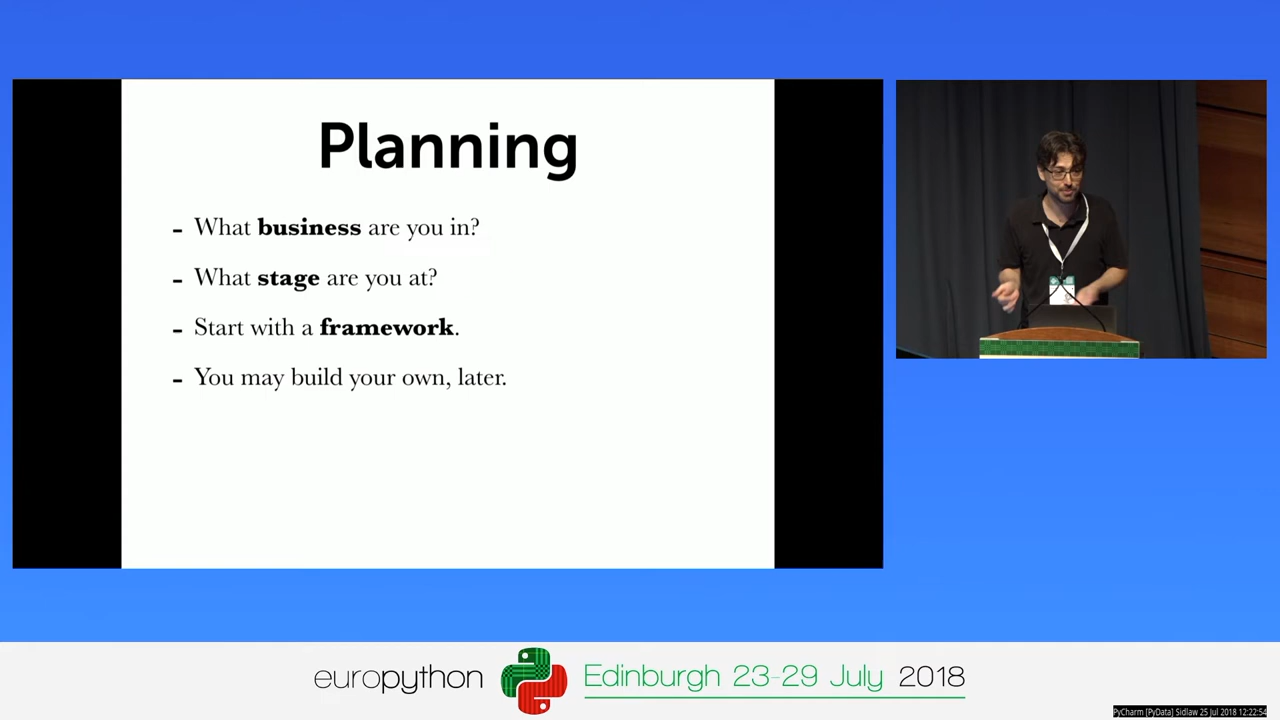 Planning
- What business are you in?
- What stage are you at?
- Start with a framework.
- You may build your own, later.
europython Edinburgh 23-29 July 2018
PyCharm [PyData] Sidlaw 25 Jul 2018 12:22:54